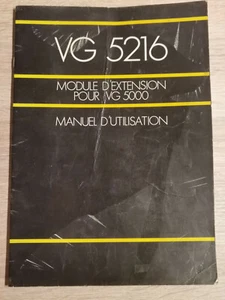 VG 5216
MODULE D'EXTENSION
POUR VG 5000
MANUEL D'UTILISATION